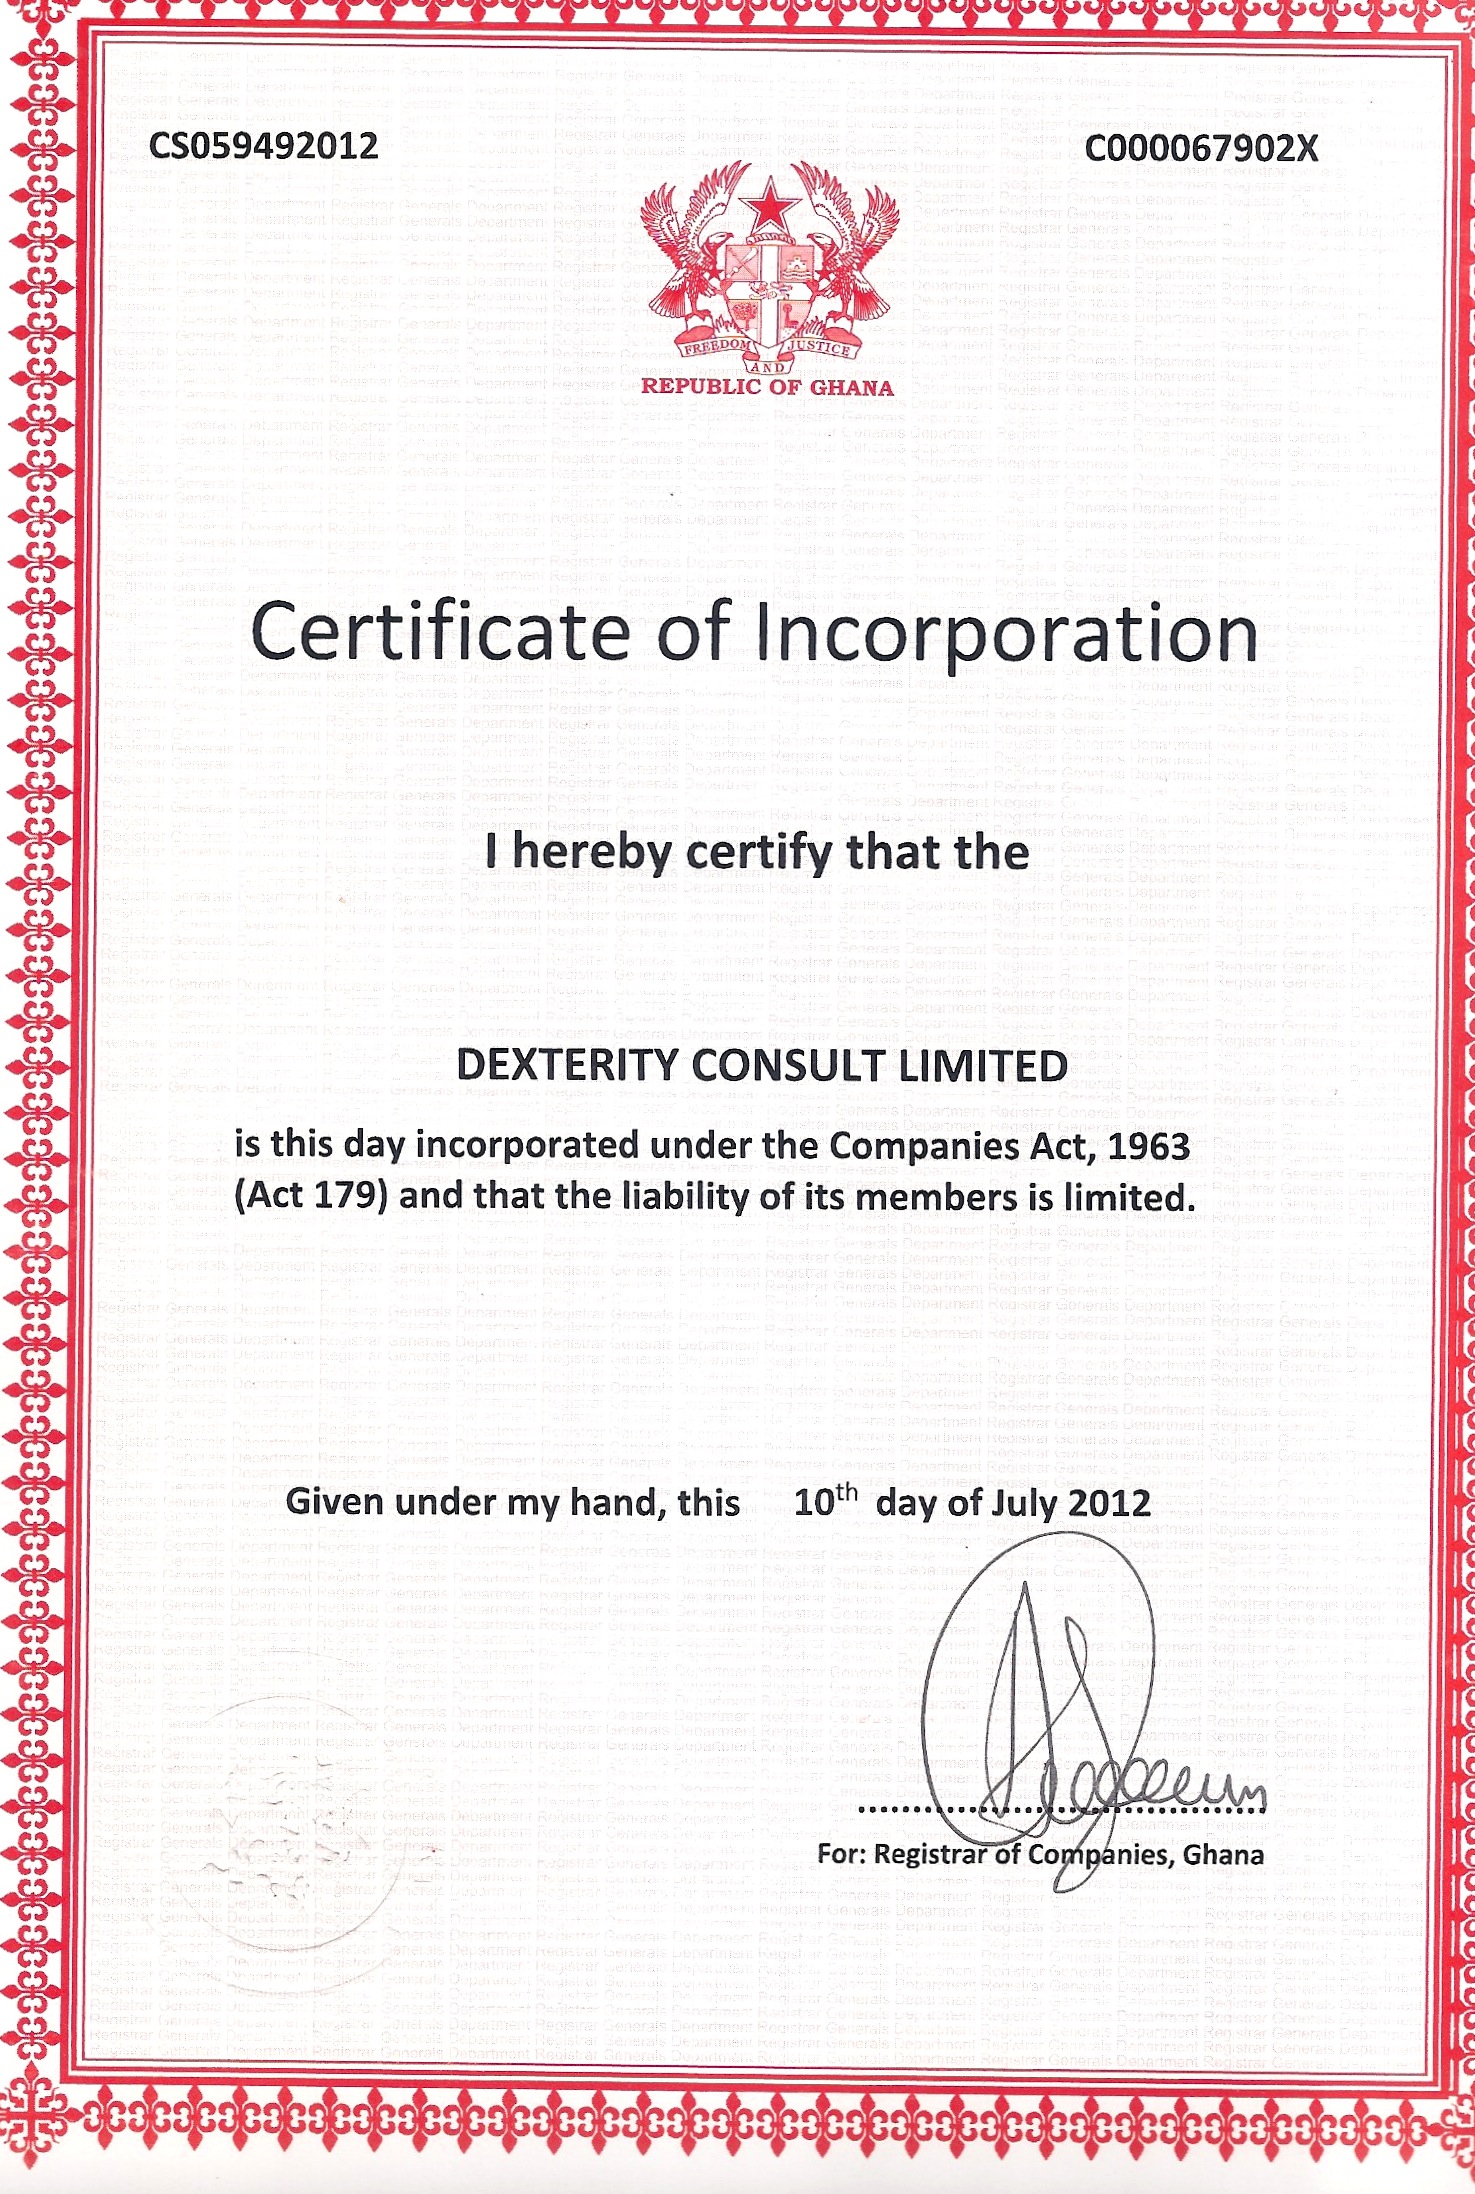 CS059492012
C000067902X
FREEDOM AND JUSTICE
REPUBLIC OF GHANA
Certificate of Incorporation
I hereby certify that the
DEXTERITY CONSULT LIMITED
is this day incorporated under the Companies Act, 1963
(Act 179) and that the liability of its members is limited.
Given under my hand, this 10th day of July 2012
For: Registrar of Companies, Ghana